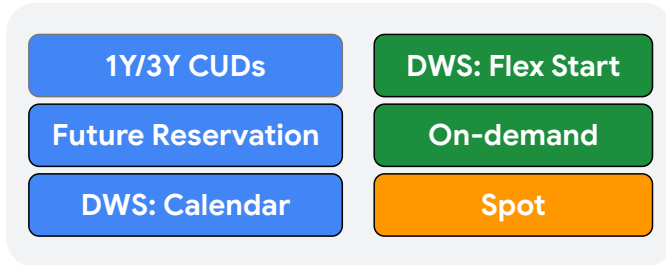 1Y/3Y CUDs
Future Reservation
DWS: Calendar
DWS: Flex Start
On-demand
Spot